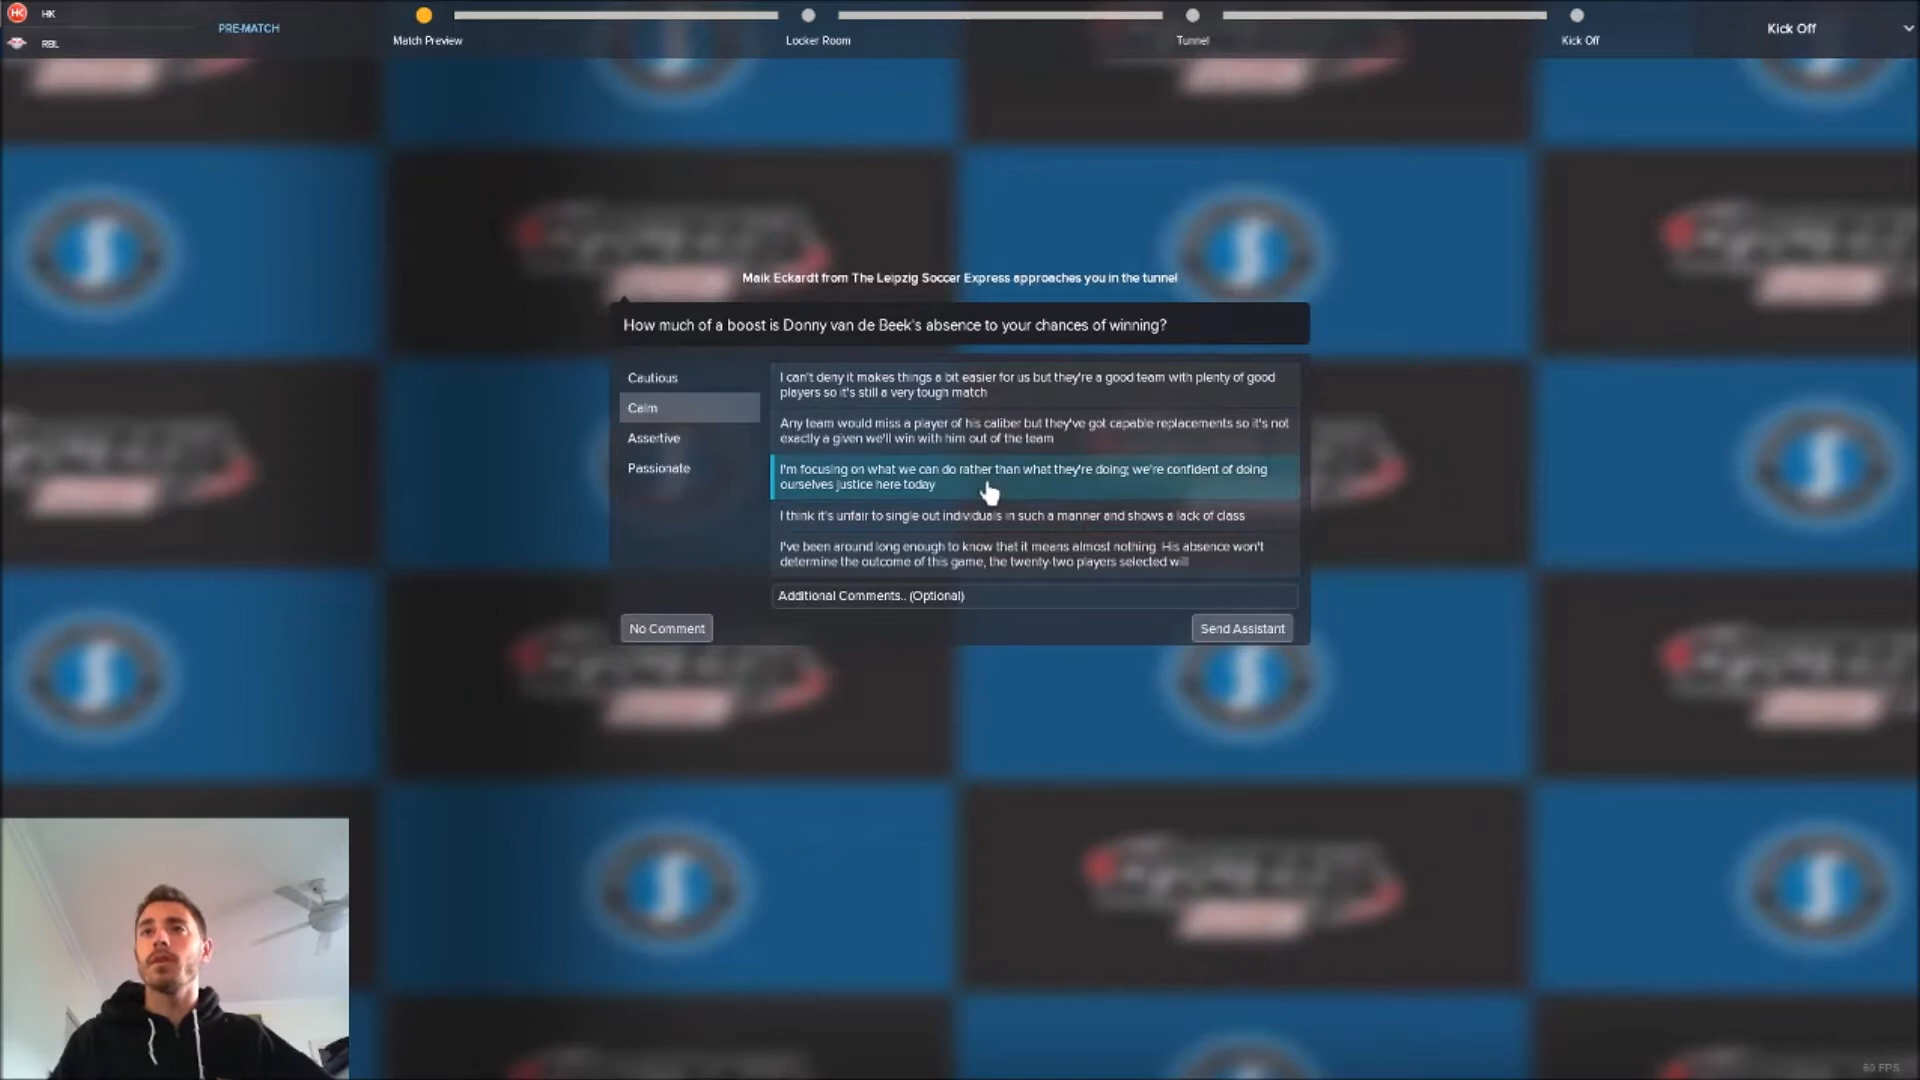 HK
HK
RBL
PRE-MATCH
Match Preview
Locker Room
Tunnel
Kick Off
Kick Off
Maik Eckardt from The Leipzig Soccer Express approaches you in the tunnel
How much of a boost is Donny van de Beek's absence to your chances of winning?
Cautious
Calm
Assertive
Passionate
I can't deny it makes things a bit easier for us but they're a good team with plenty of good
players so it's still a very tough match
Any team would miss a player of his caliber but they've got capable replacements so it's not
exactly a given we'll win with him out of the team
I'm focusing on what we can do rather than what they're doing; we're confident of doing
ourselves justice here today
I think it's unfair to single out individuals in such a manner and shows a lack of class
I've been around long enough to know that it means almost nothing. His absence won't
determine the outcome of this game, the twenty-two players selected will
Additional Comments.. (Optional)
No Comment
Send Assistant
60 FPS